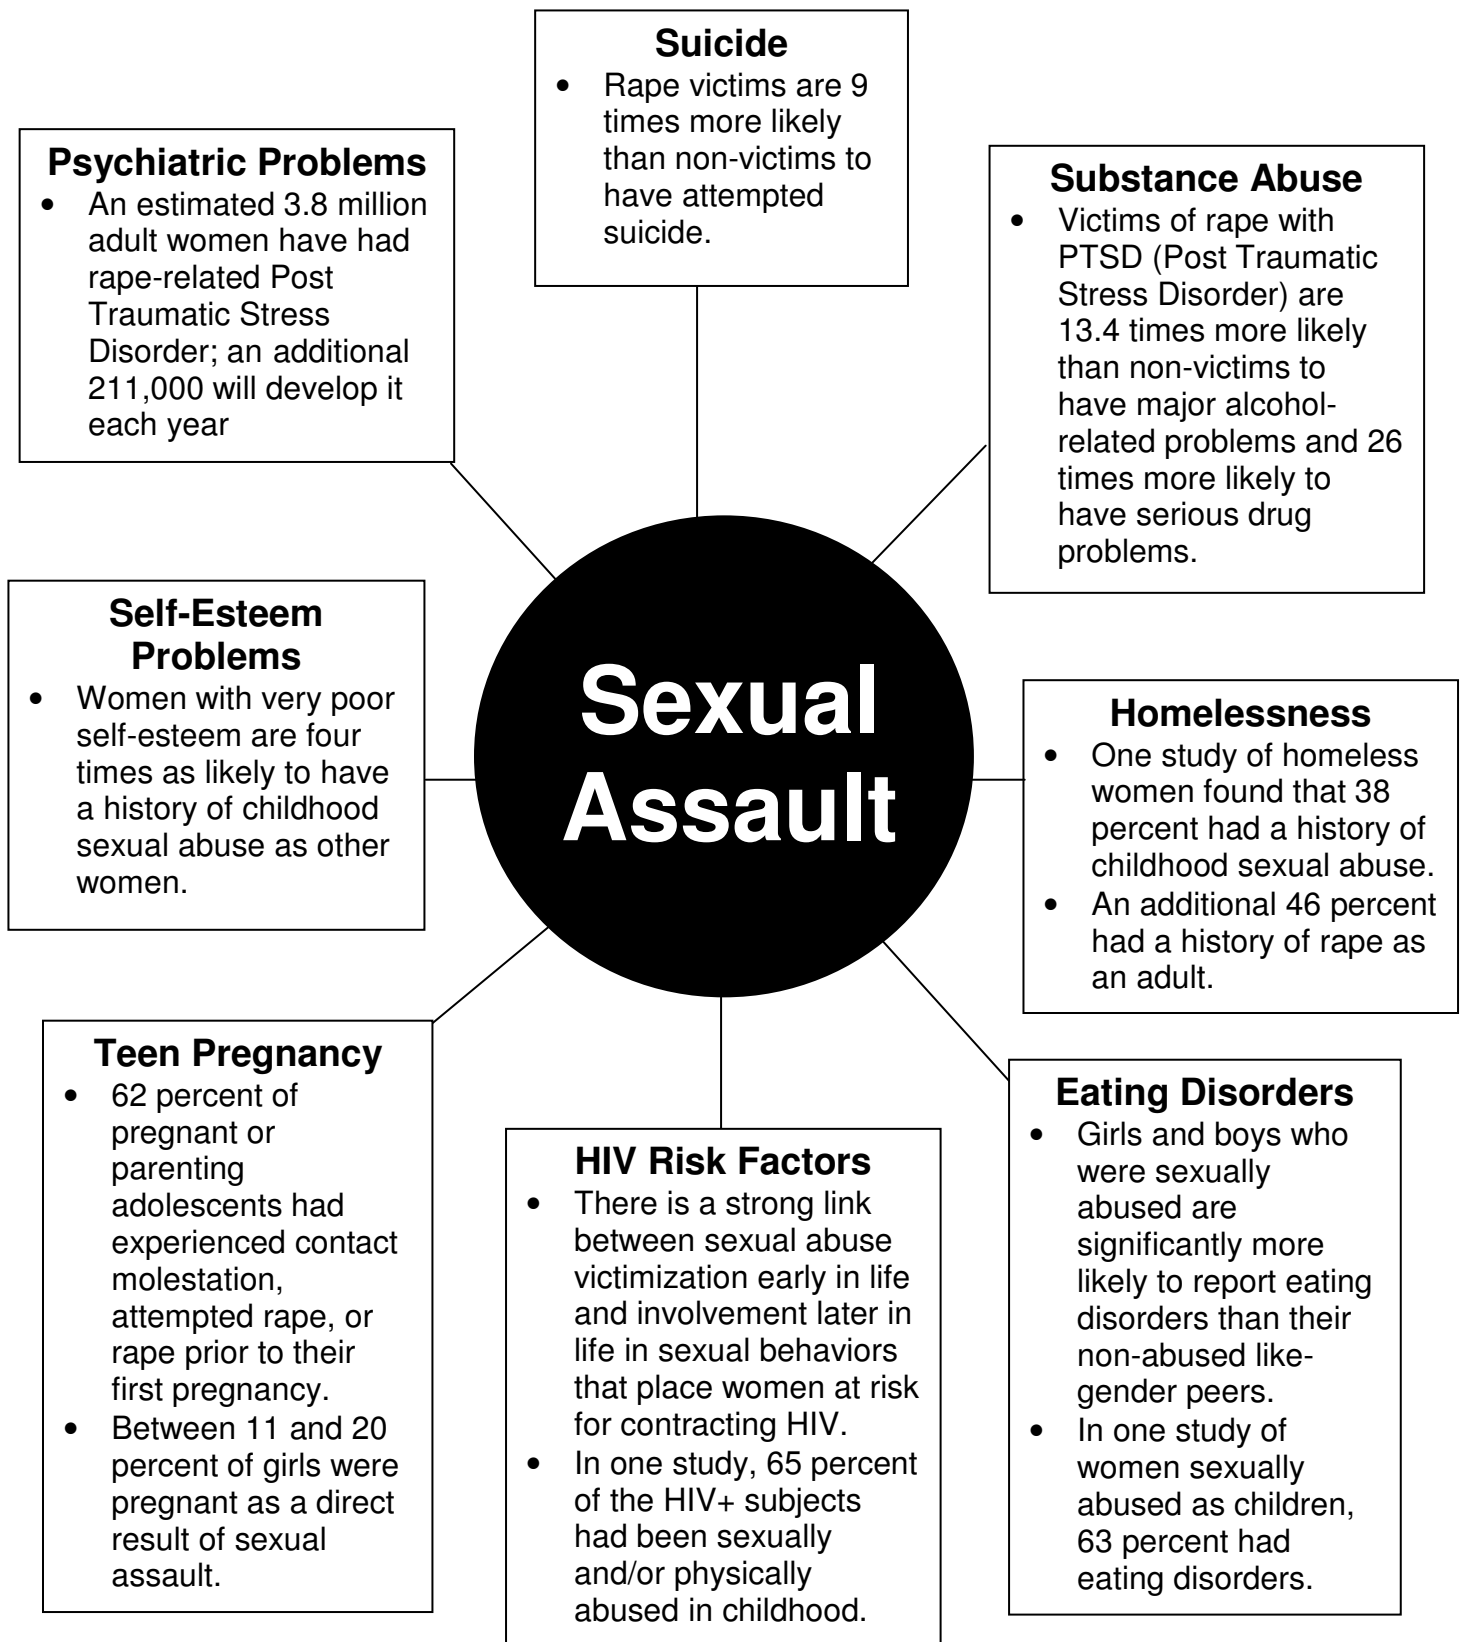 Suicide
• Rape victims are 9
times more likely
than non-victims to
have attempted
suicide.
Psychiatric Problems
• An estimated 3.8 million
adult women have had
rape-related Post
Traumatic Stress
Disorder; an additional
211,000 will develop it
each year
Substance Abuse
• Victims of rape with
PTSD (Post Traumatic
Stress Disorder) are
13.4 times more likely
than non-victims to
have major alcohol-
related problems and 26
times more likely to
have serious drug
problems.
Self-Esteem
Problems
• Women with very poor
self-esteem are four
times as likely to have
a history of childhood
sexual abuse as other
women.
Sexual
Assault
Homelessness
• One study of homeless
women found that 38
percent had a history of
childhood sexual abuse.
• An additional 46 percent
had a history of rape as
an adult.
Teen Pregnancy
• 62 percent of
pregnant or
parenting
adolescents had
experienced contact
molestation,
attempted rape, or
rape prior to their
first pregnancy.
• Between 11 and 20
percent of girls were
pregnant as a direct
result of sexual
assault.
HIV Risk Factors
• There is a strong link
between sexual abuse
victimization early in life
and involvement later in
life in sexual behaviors
that place women at risk
for contracting HIV.
• In one study, 65 percent
of the HIV+ subjects
had been sexually
and/or physically
abused in childhood.
Eating Disorders
• Girls and boys who
were sexually
abused are
significantly more
likely to report eating
disorders than their
non-abused like-
gender peers.
• In one study of
women sexually
abused as children,
63 percent had
eating disorders.